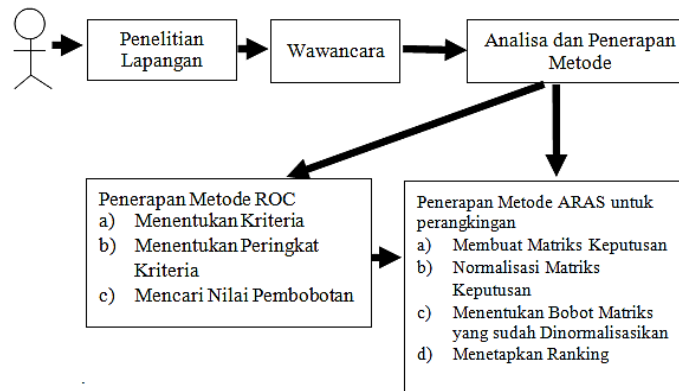 Penelitian
Lapangan
Wawancara
Analisa dan Penerapan
Metode
Penerapan Metode ROC
a) Menentukan Kriteria
b) Menentukan Peringkat
Kriteria
c) Mencari Nilai Pembobotan
Penerapan Metode ARAS untuk
perangkingan
a) Membuat Matriks Keputusan
b) Normalisasi Matriks
Keputusan
c) Menentukan Bobot Matriks
yang sudah Dinormalisasikan
d) Menetapkan Ranking